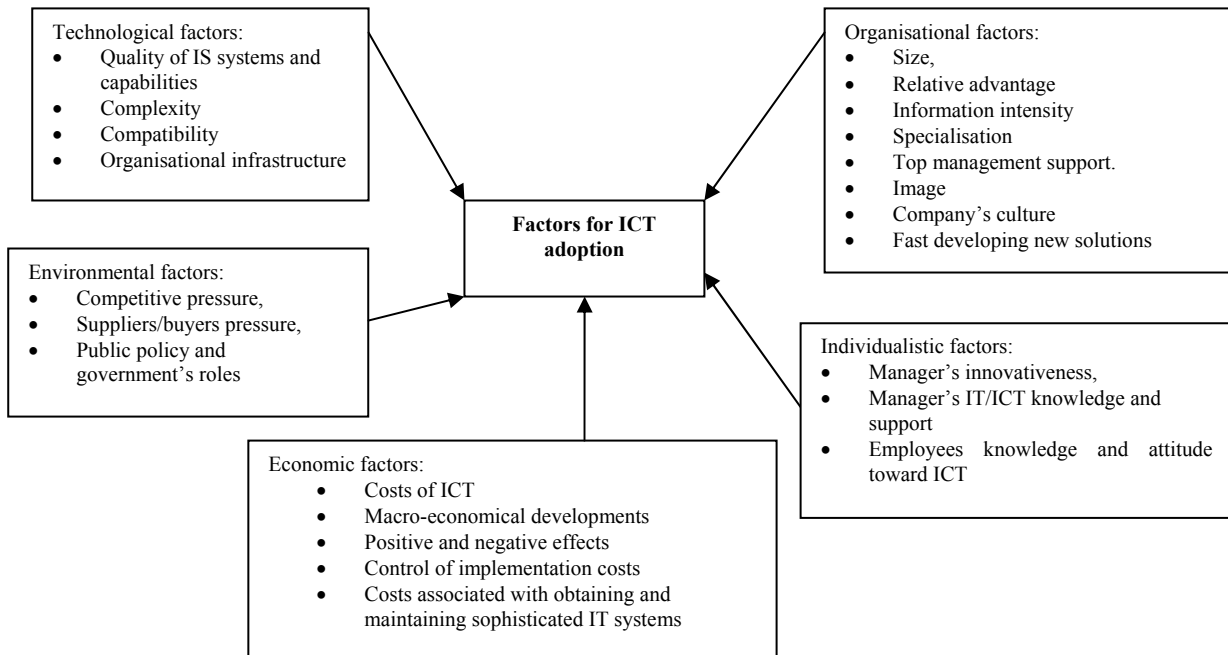 Technological factors:
• Quality of IS systems and
capabilities
• Complexity
• Compatibility
• Organisational infrastructure
Organisational factors:
• Size,
• Relative advantage
• Information intensity
• Specialisation
• Top management support.
• Image
• Company’s culture
• Fast developing new solutions
Factors for ICT
adoption
Environmental factors:
• Competitive pressure,
• Suppliers/buyers pressure,
• Public policy and
government’s roles
Individualistic factors:
• Manager’s innovativeness,
• Manager’s IT/ICT knowledge and
support
• Employees knowledge and attitude
toward ICT
Economic factors:
• Costs of ICT
• Macro-economical developments
• Positive and negative effects
• Control of implementation costs
• Costs associated with obtaining and
maintaining sophisticated IT systems